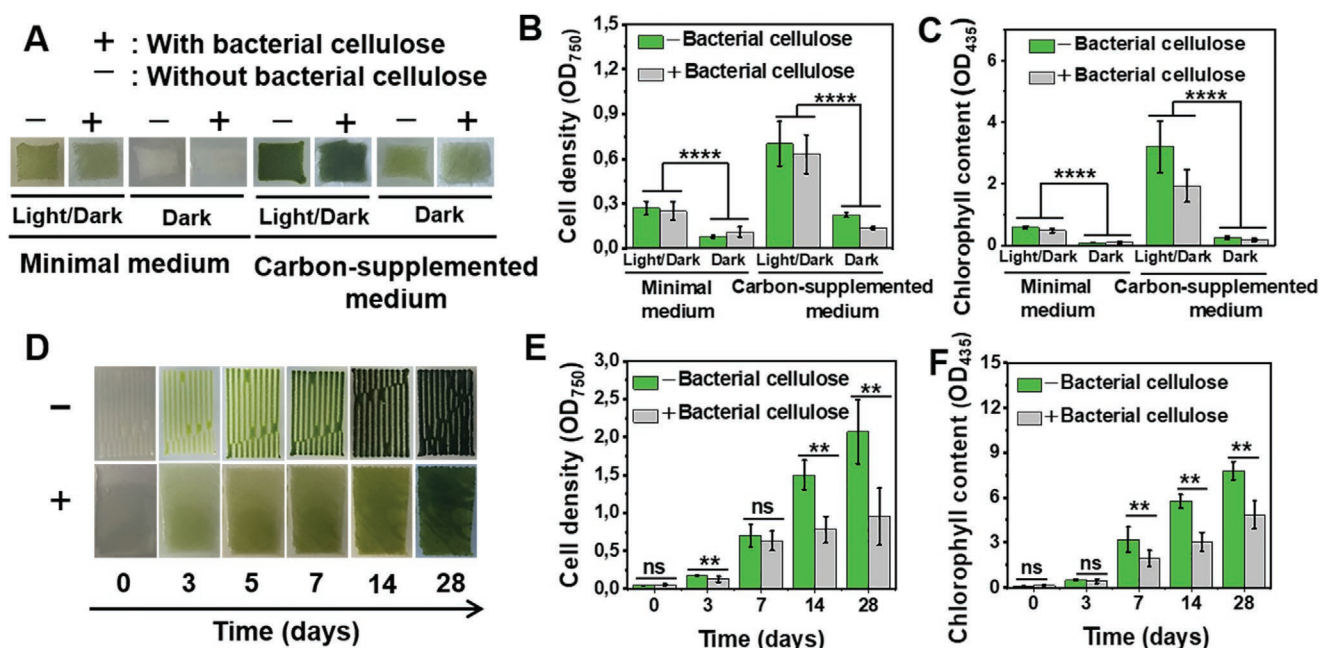 A
+ : With bacterial cellulose
− : Without bacterial cellulose
− + − + − + − +
Light/Dark Dark Light/Dark Dark
Minimal medium Carbon-supplemented
medium
B
Cell density (OD750)
1,5
1,2
0,9
0,6
0,3
0,0
−Bacterial cellulose
+Bacterial cellulose
**** ****
Light/Dark Dark Light/Dark Dark
Minimal Carbon-supplemented
medium medium
C
Chlorophyll content (OD435)
6
4
2
0
−Bacterial cellulose
+Bacterial cellulose
**** ****
Light/Dark Dark Light/Dark Dark
Minimal Carbon-supplemented
medium medium
D
−
+
0 3 5 7 14 28
Time (days)
E
Cell density (OD750)
3,0
2,5
2,0
1,5
1,0
0,5
0,0
−Bacterial cellulose
+Bacterial cellulose
ns ** ns ** **
0 3 7 14 28
Time (days)
F
Chlorophyll content (OD435)
15
12
9
6
3
0
−Bacterial cellulose
+Bacterial cellulose
ns ns ** ** **
0 3 7 14 28
Time (days)